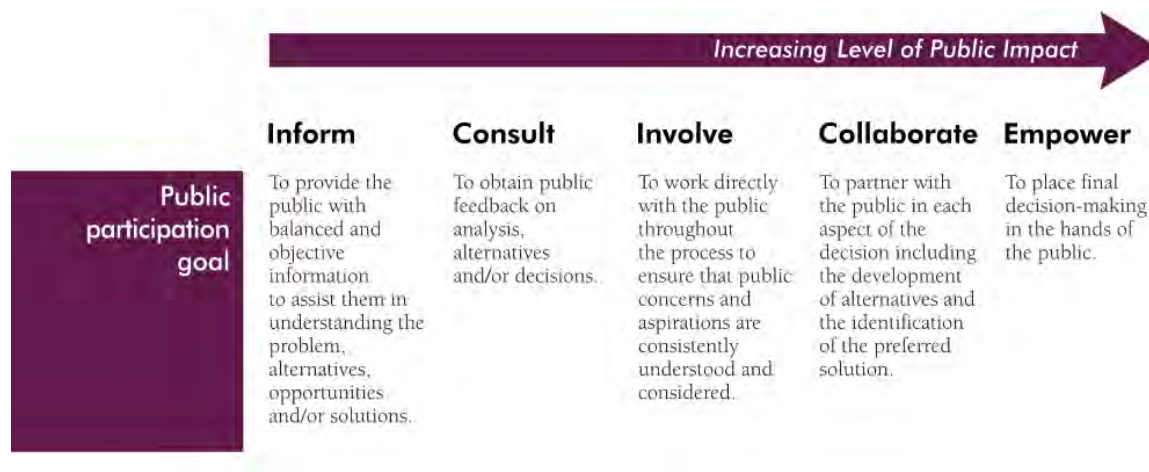 Increasing Level of Public Impact
Inform
Consult
Involve
Collaborate
Empower
Public
participation
goal
To provide the
public with
balanced and
objective
information
to assist them in
understanding the
problem,
alternatives,
opportunities
and/or solutions.
To obtain public
feedback on
analysis,
alternatives
and/or decisions.
To work directly
with the public
throughout
the process to
ensure that public
concerns and
aspirations are
consistently
understood and
considered.
To partner with
the public in each
aspect of the
decision including
the development
of alternatives and
the identification
of the preferred
solution.
To place final
decision-making
in the hands of
the public.